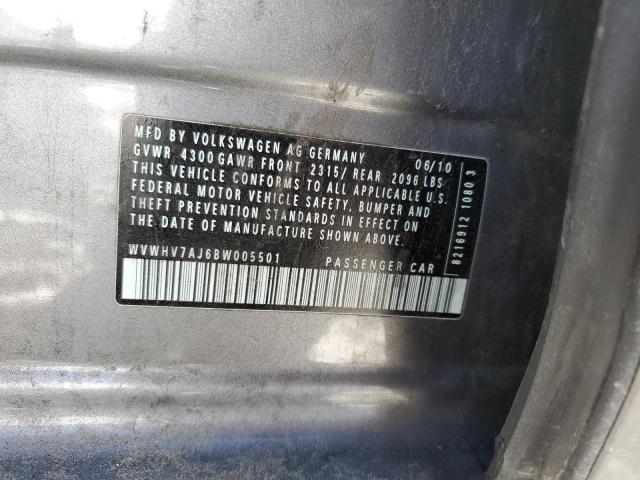 MFD BY VOLKSWAGEN AG GERMANY 06/10
GVWR 4300 GAWR FRONT 2315/ REAR 2096 LBS
THIS VEHICLE CONFORMS TO ALL APPLICABLE U.S.
FEDERAL MOTOR VEHICLE SAFETY, BUMPER AND
THEFT PREVENTION STANDARDS IN EFFECT ON
THE DATE OF MANUFACTURE SHOWN ABOVE.
WVWHV7AJ6BW005501 PASSENGER CAR
8216912 1080 3